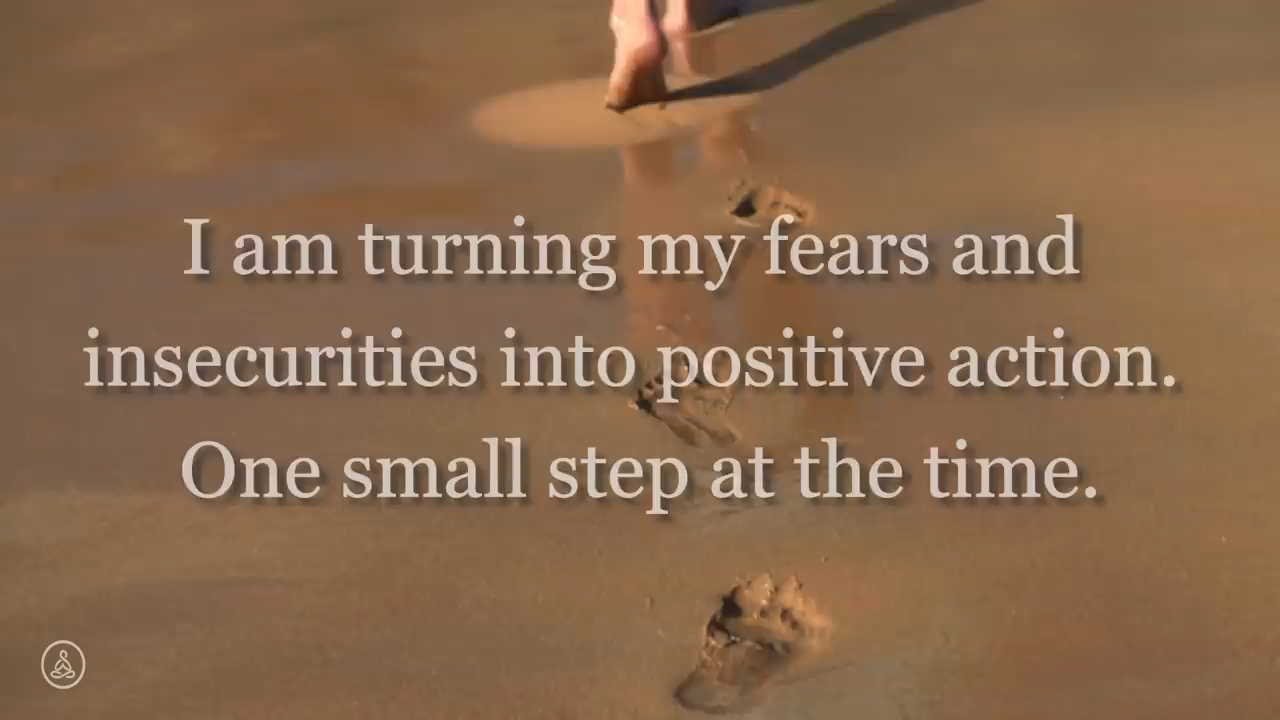 I am turning my fears and
insecurities into positive action.
One small step at the time.